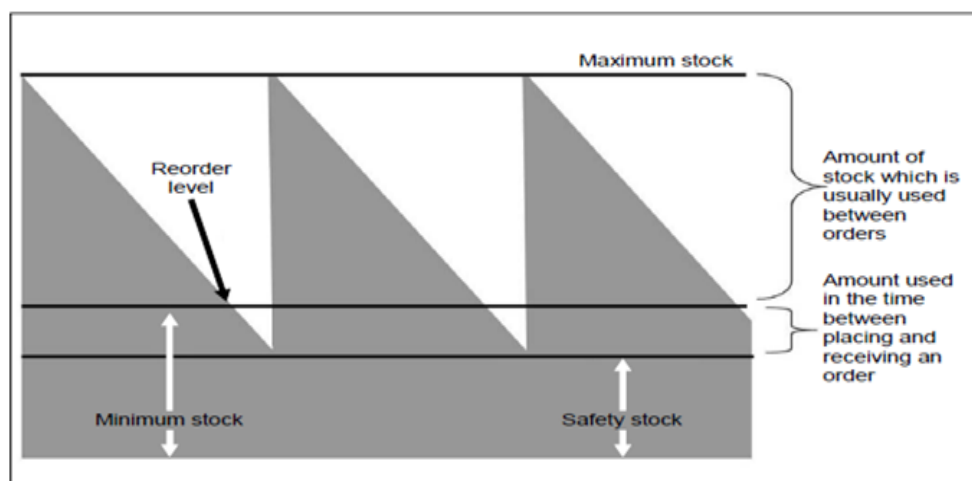 Maximum stock
Reorder
level
Amount of
stock which is
usually used
between
orders
Amount used
in the time
between
placing and
receiving an
order
Minimum stock
Safety stock